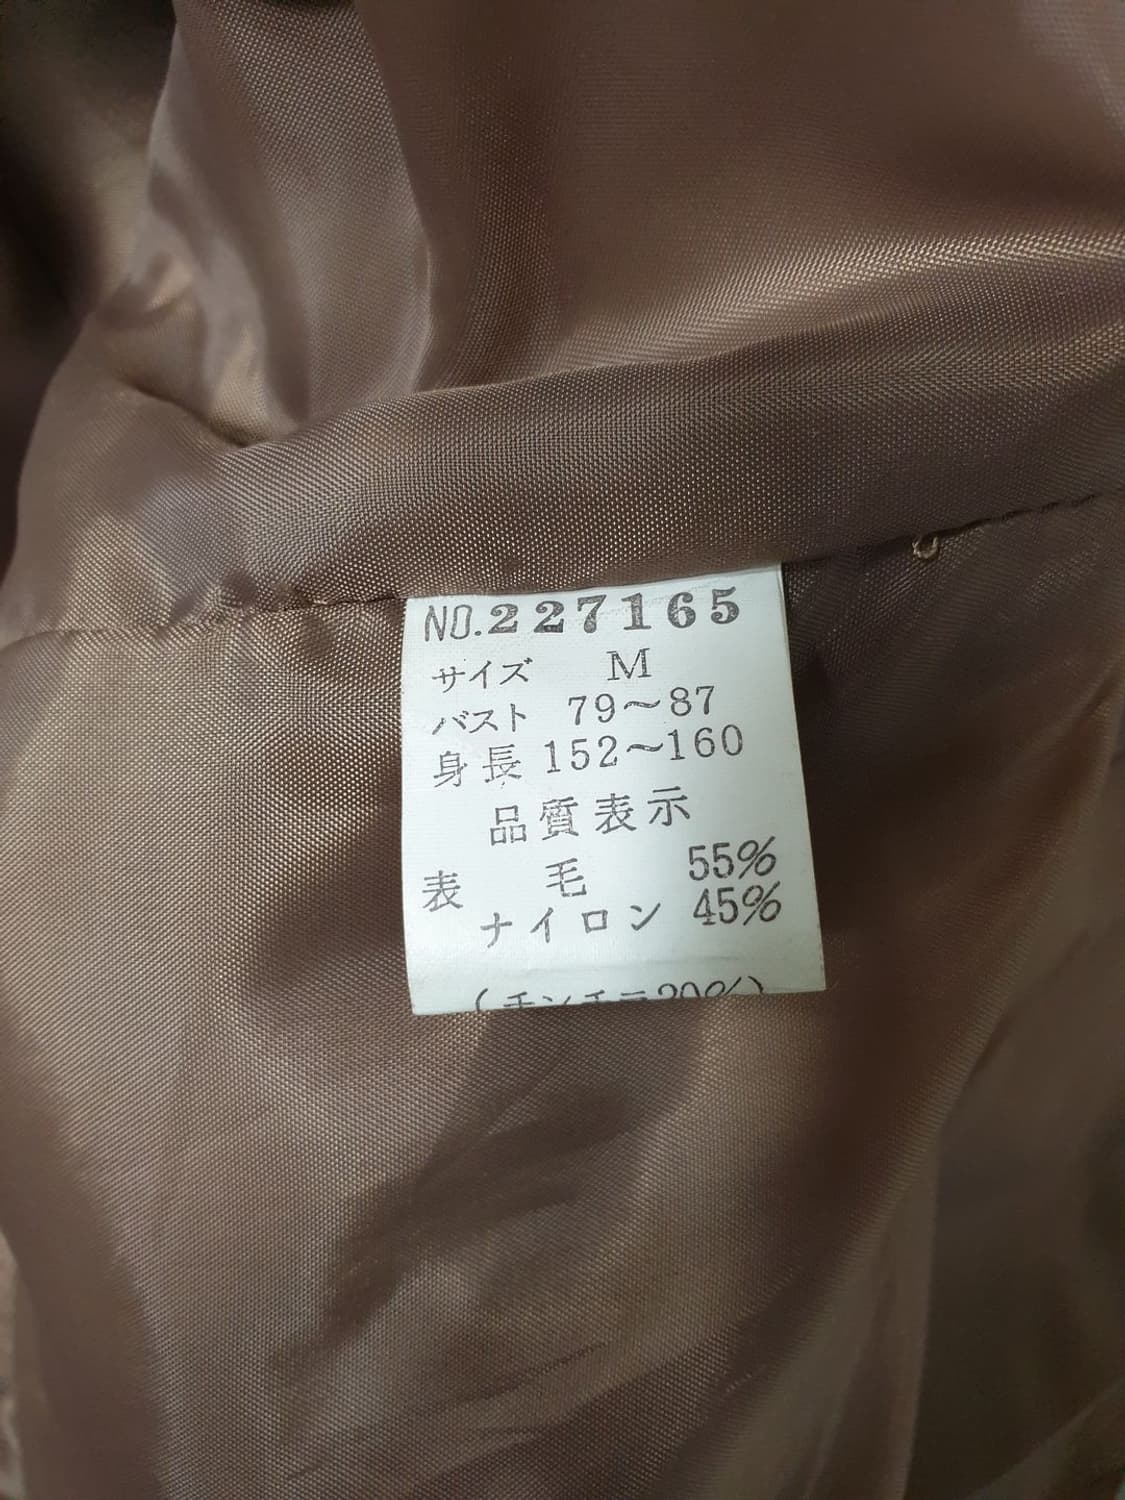 NO.227165
サイズ M
バスト 79～87
身長 152～160
品質表示
表 毛 55%
ナイロン 45%